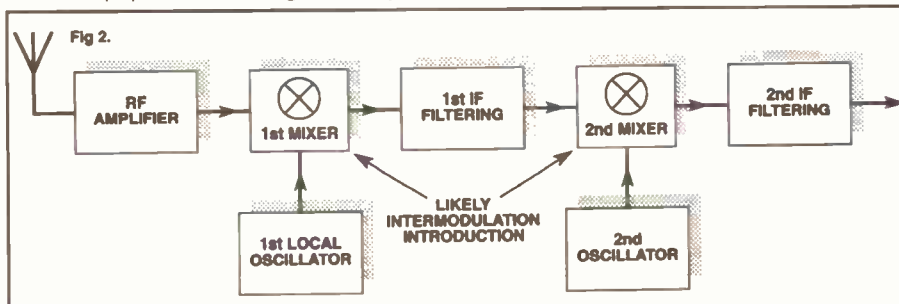 Fig 2.
RF
AMPLIFIER
1st MIXER
1st IF
FILTERING
2nd MIXER
2nd IF
FILTERING
LIKELY
INTERMODULATION
INTRODUCTION
1st LOCAL
OSCILLATOR
2nd
OSCILLATOR